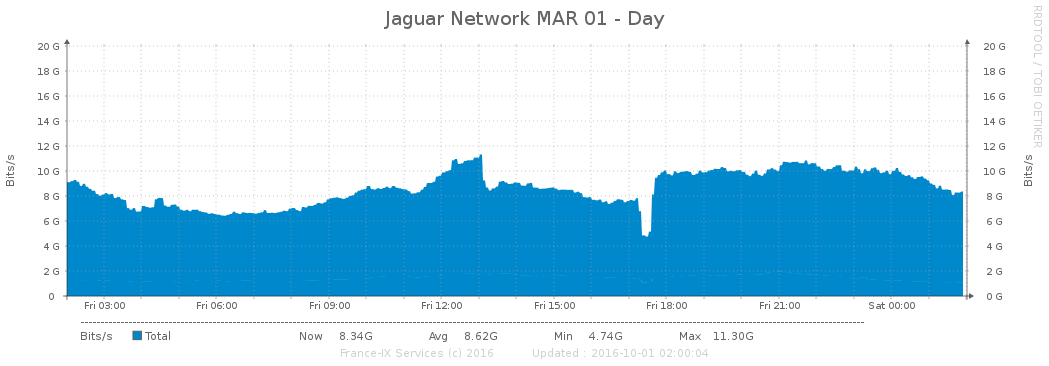 Jaguar Network MAR 01 - Day
RRDTOOL / TOBI OETIKER
Bits/s
20 G 20 G
18 G 18 G
16 G 16 G
14 G 14 G
12 G 12 G
10 G 10 G
8 G 8 G
6 G 6 G
4 G 4 G
2 G 2 G
0 0 G
Bits/s
Fri 03:00 Fri 06:00 Fri 09:00 Fri 12:00 Fri 15:00 Fri 18:00 Fri 21:00 Sat 00:00
Bits/s Total Now 8.34G Avg 8.62G Min 4.74G Max 11.30G
France-IX Services (c) 2016 Updated : 2016-10-01 02:00:04